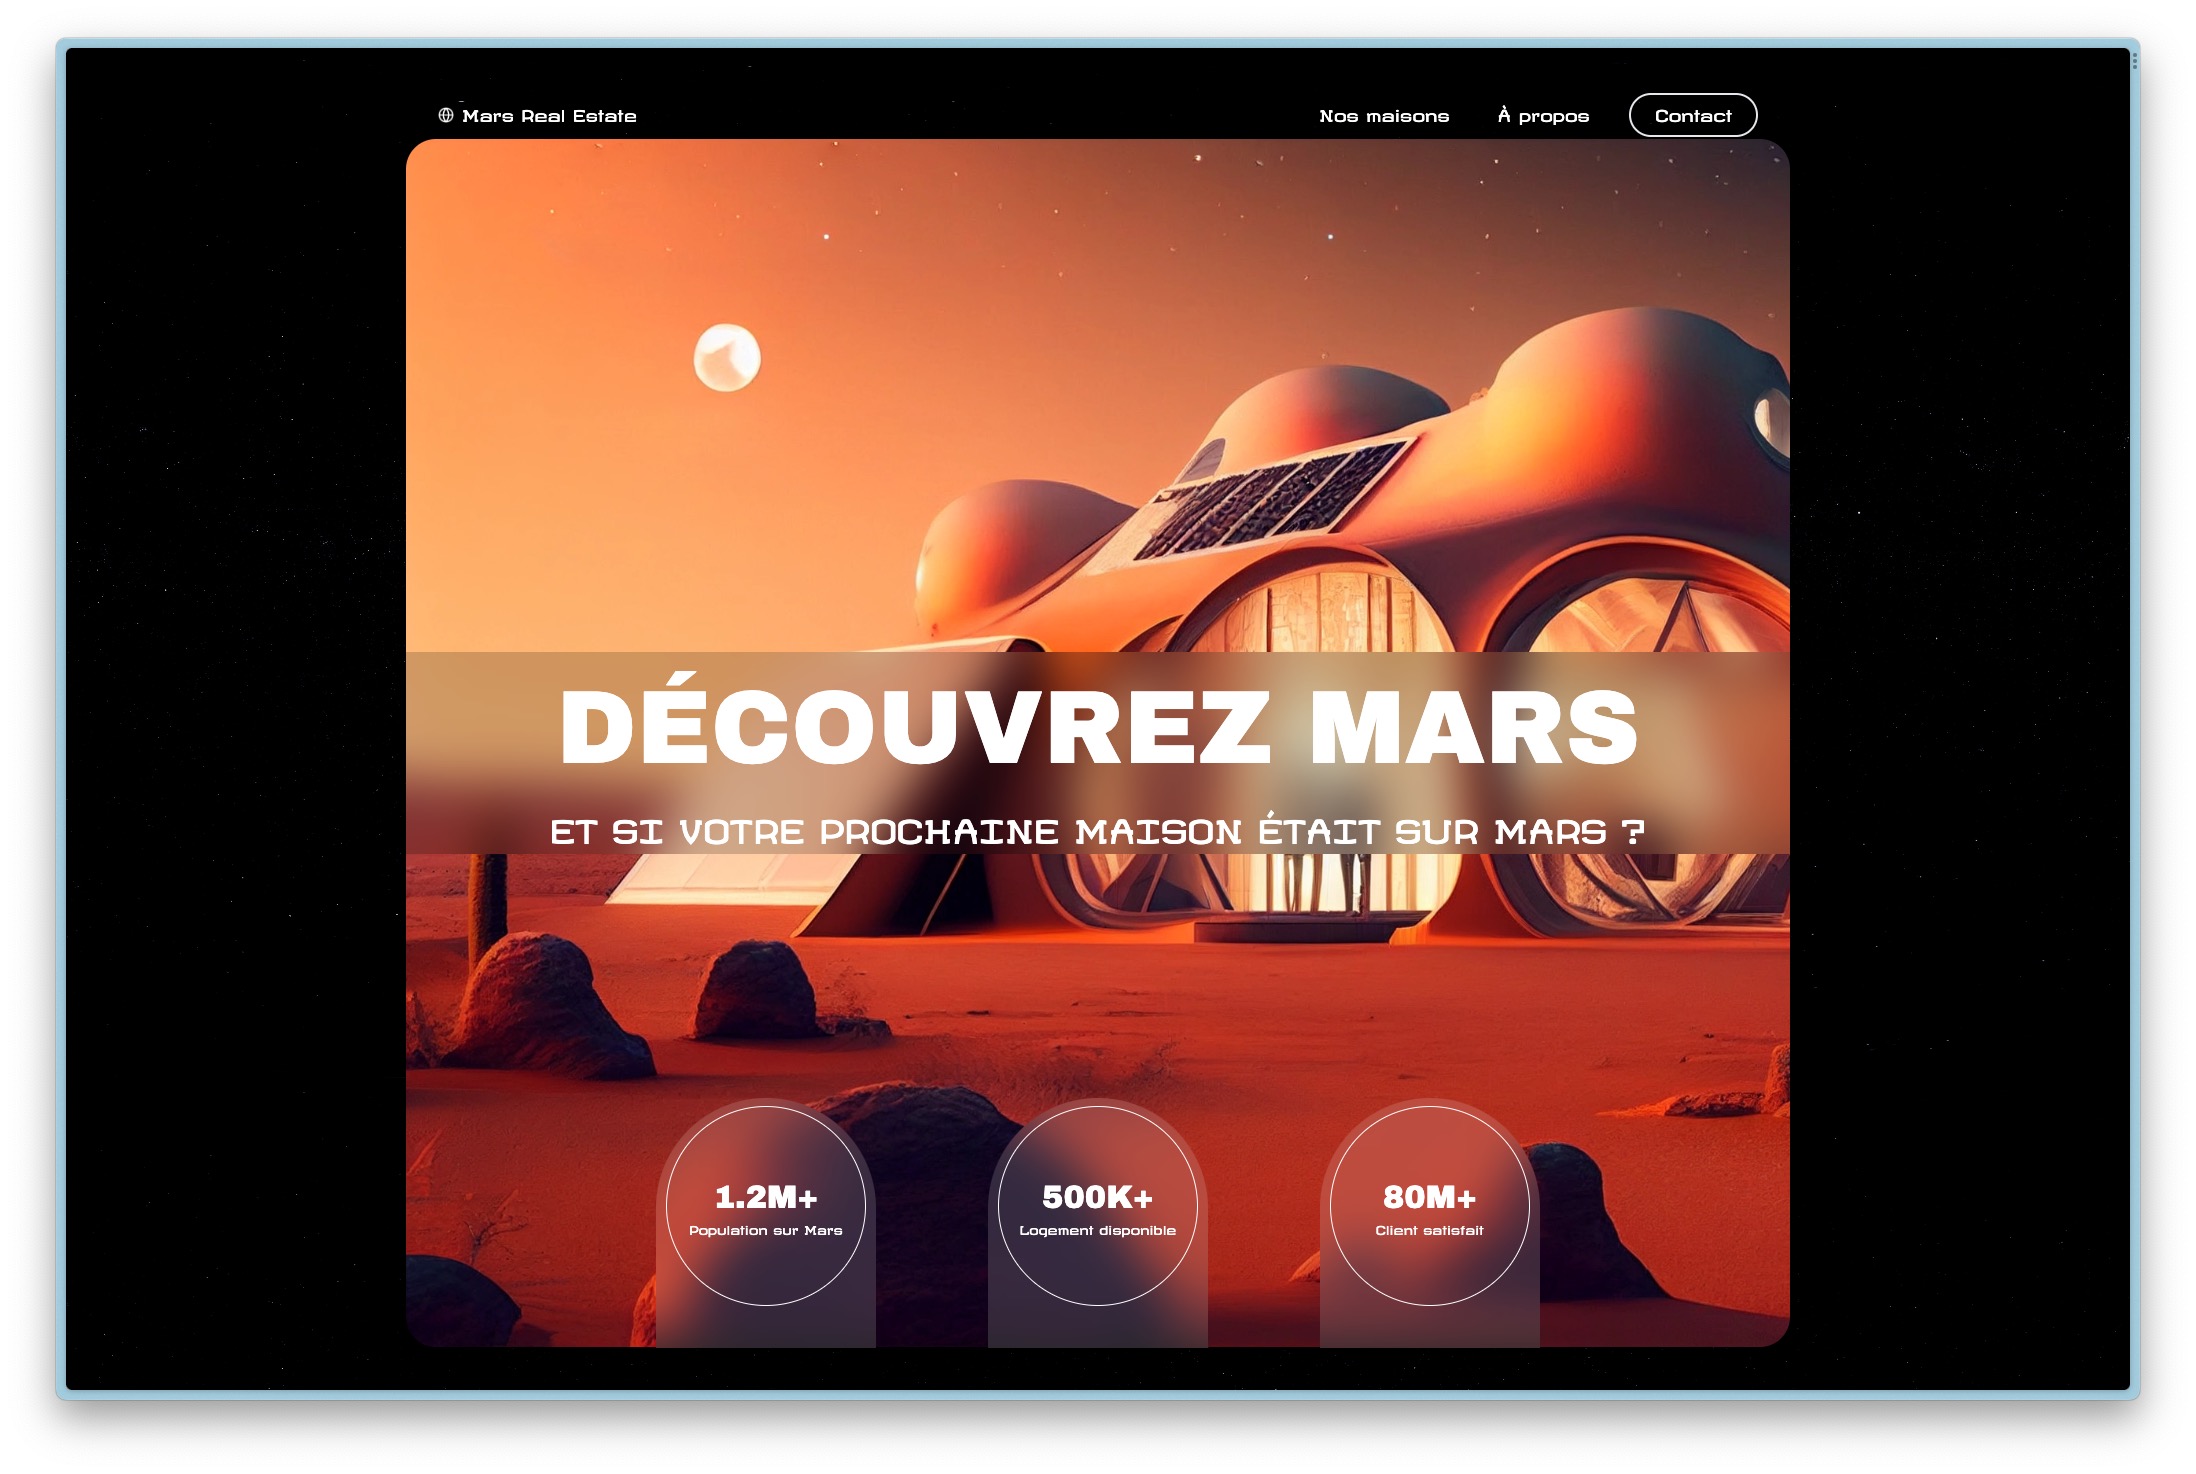 Mars Real Estate
Nos maisons
À propos
Contact
DÉCOUVREZ MARS
ET SI VOTRE PROCHAINE MAISON ÉTAIT SUR MARS ?
1.2M+
Population sur Mars
500K+
Logement disponible
80M+
Client satisfait